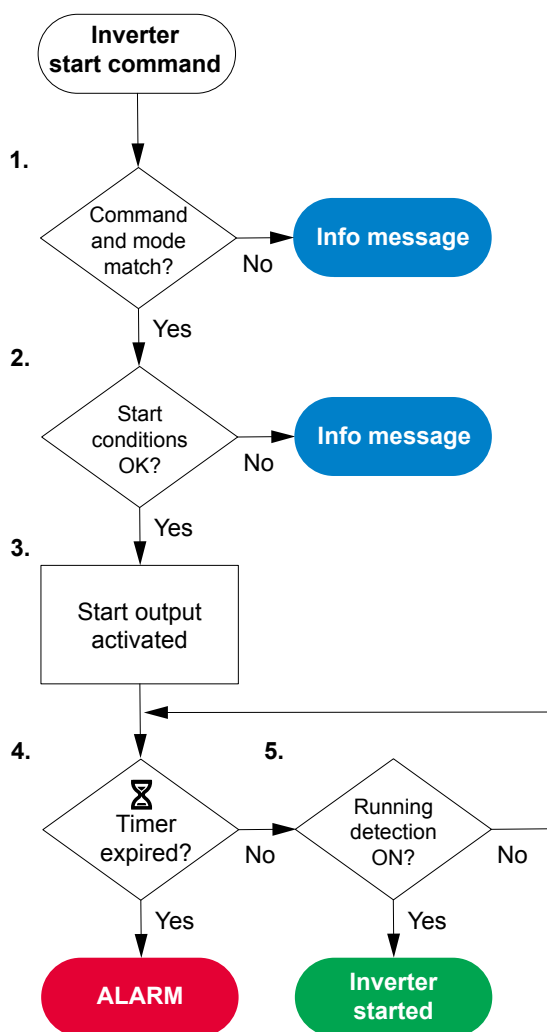 Inverter
start command
1.
Command
and mode
match?
No
Info message
Yes
2.
Start
conditions
OK?
No
Info message
Yes
3.
Start output
activated
4.
Timer
expired?
No
5.
Running
detection
ON?
No
Yes
ALARM
Yes
Inverter
started